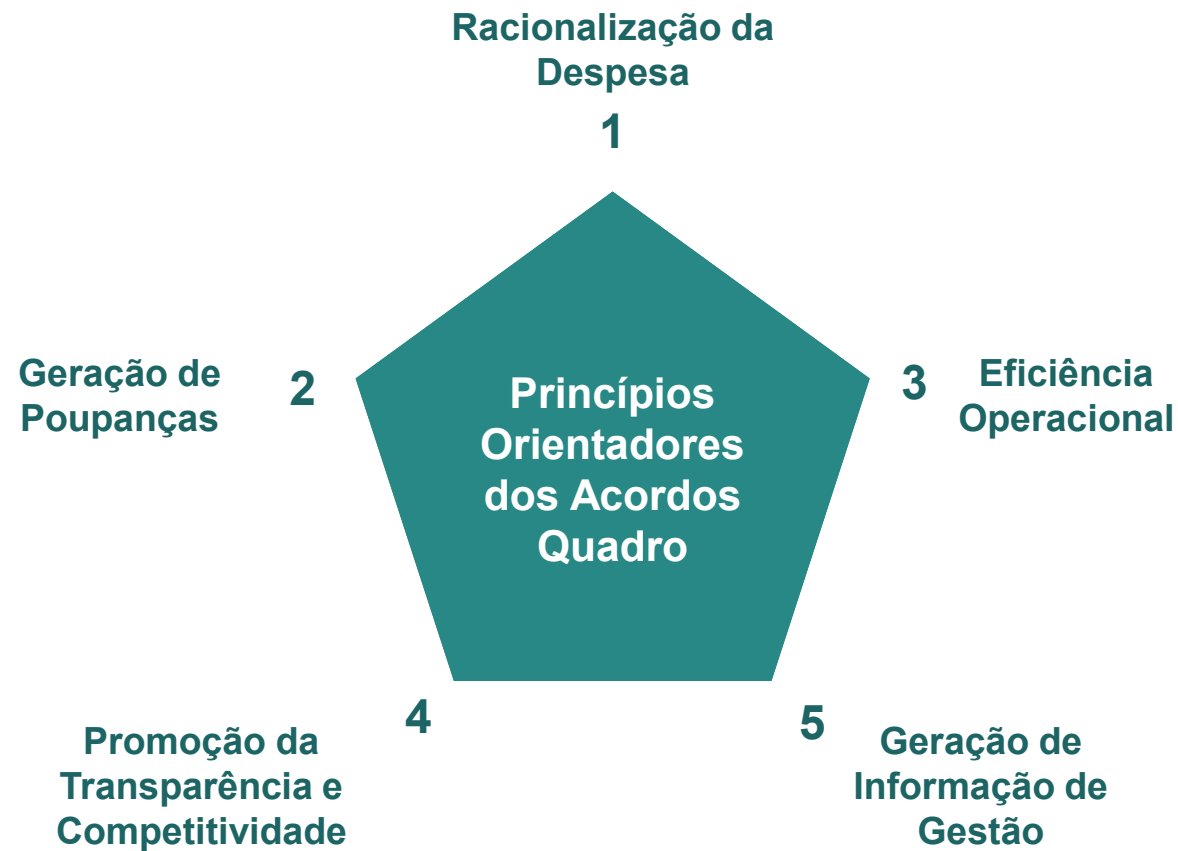 Racionalização da
Despesa
1
Geração de
Poupanças
2
Princípios
Orientadores
dos Acordos
Quadro
3
Eficiência
Operacional
4
Promoção da
Transparência e
Competitividade
5
Geração de
Informação de
Gestão